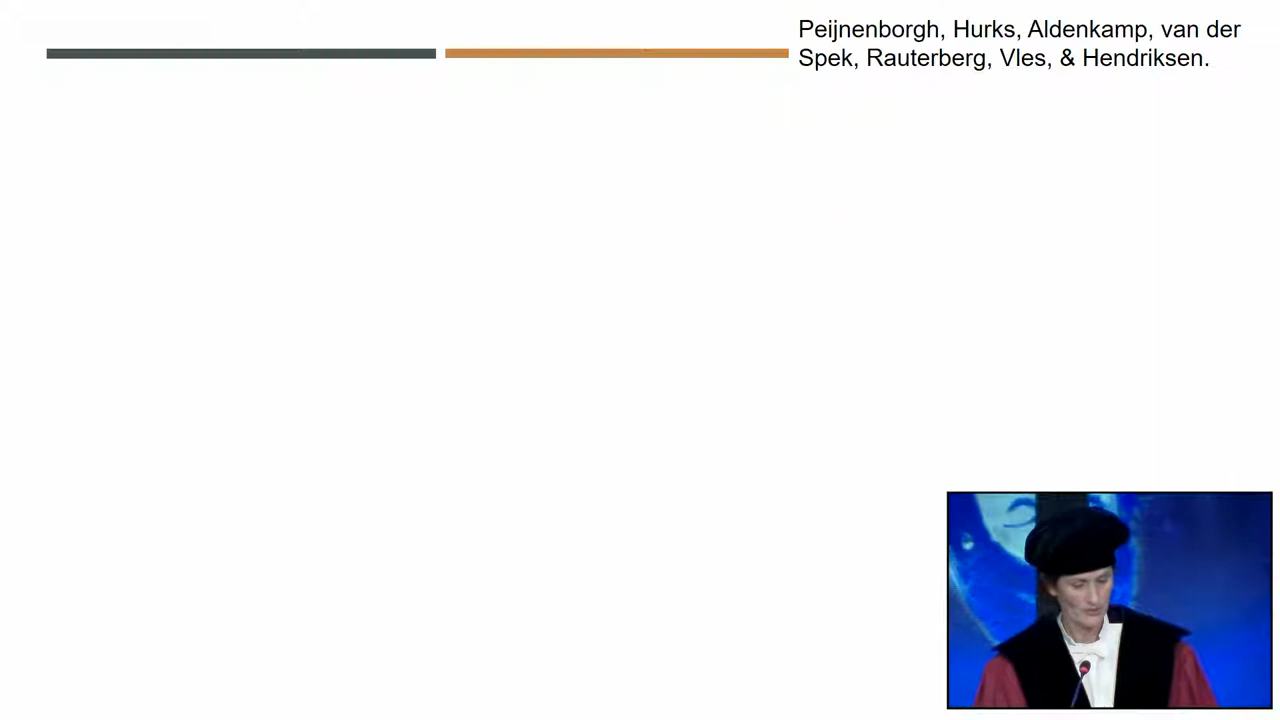 Peijnenborgh, Hurks, Aldenkamp, van der
Spek, Rauterberg, Vles, & Hendriksen.